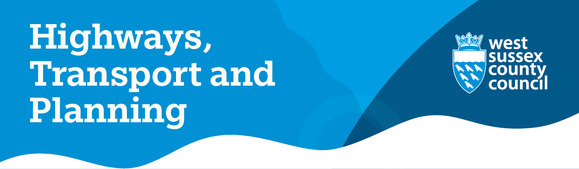 Highways,
Transport and
Planning
west
sussex
county
council